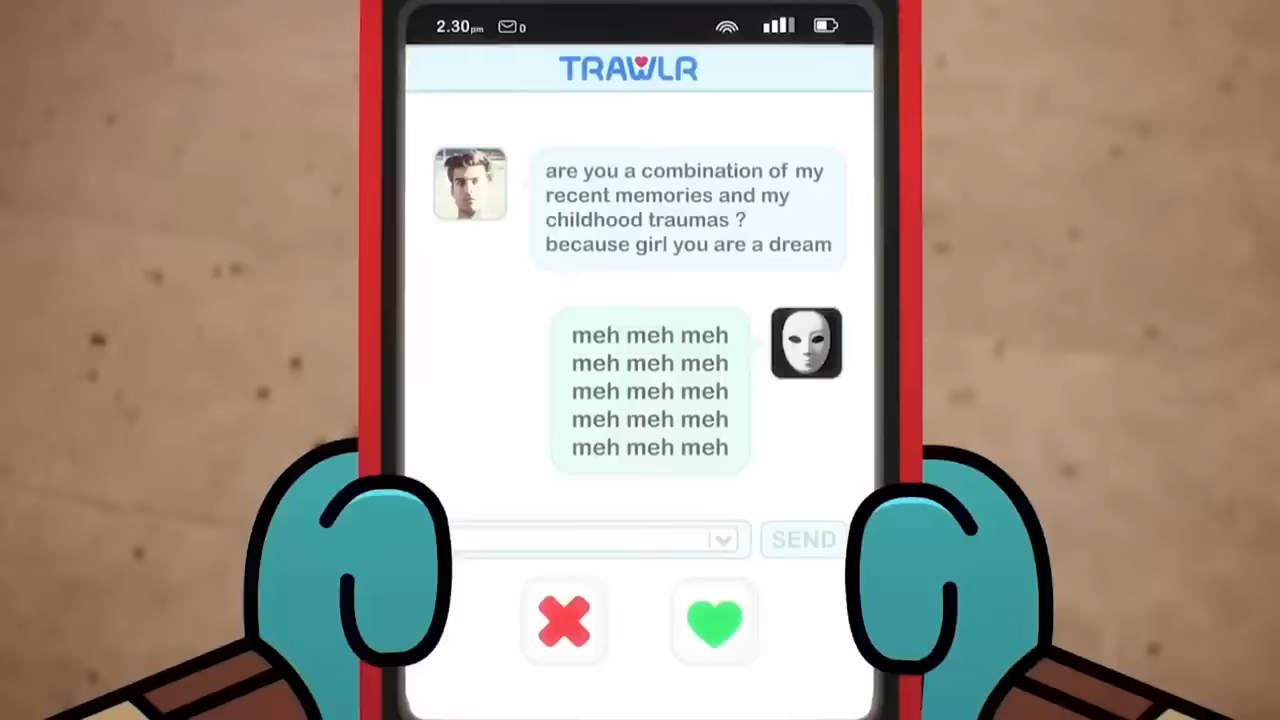 2.30pm 0
TRAWLR
are you a combination of my
recent memories and my
childhood traumas ?
because girl you are a dream
meh meh meh
meh meh meh
meh meh meh
meh meh meh
meh meh meh
SEND